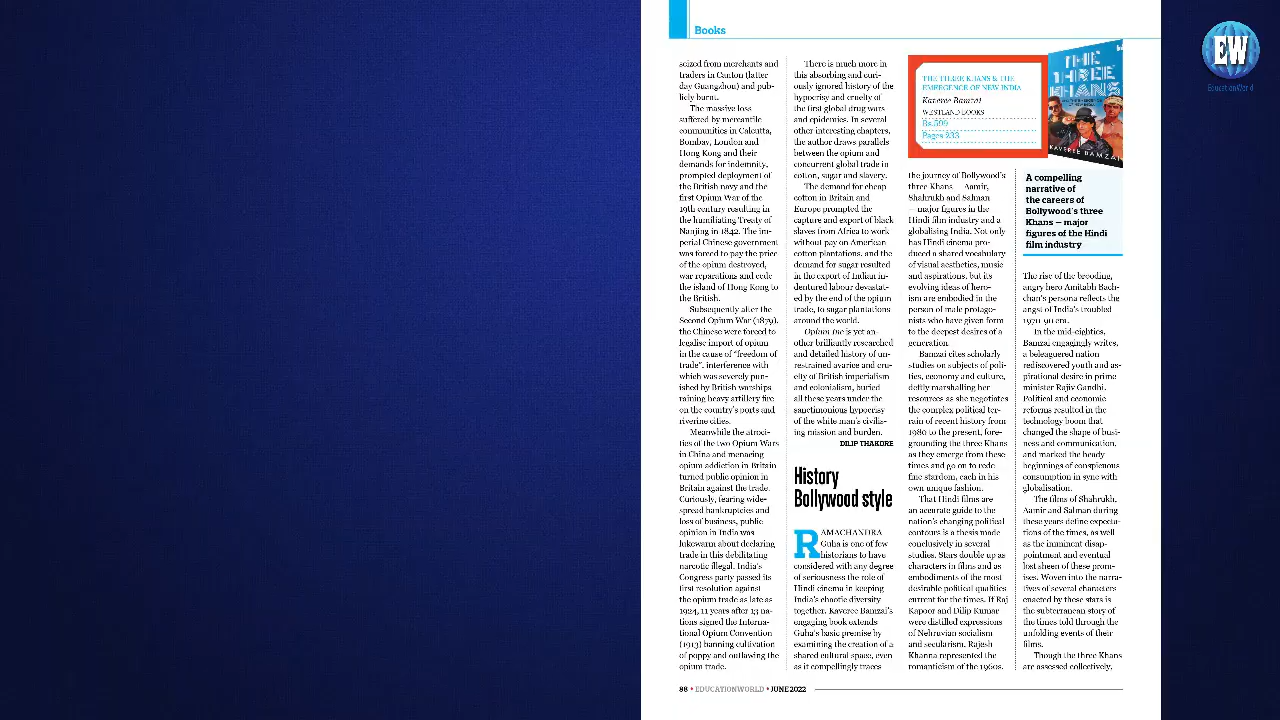 Books
seized from merchants and
traders in Canton (latter
day Guangzhou) and pub-
licly burnt.
The massive loss
suffered by mercantile
communities in Calcutta,
Bombay, London and
Hong Kong and their
demands for indemnity,
prompted deployment of
the British navy and the
first Opium War of the
19th century resulting in
the humiliating Treaty of
Nanjing in 1842. The im-
perial Chinese government
was forced to pay the price
of the opium destroyed,
war reparations and cede
the island of Hong Kong to
the British.
Subsequently after the
Second Opium War (1879),
the Chinese were forced to
legalise import of opium
in the cause of "freedom of
trade", interference with
which was severely pun-
ished by British warships
raining heavy artillery fire
on the country's ports and
riverine cities.
Meanwhile the atroci-
ties of the two Opium Wars
in China and menacing
opium addiction in Britain
turned public opinion in
Britain against the trade.
Curiously, fearing wide-
spread bankruptcies and
loss of business, public
opinion in India was
lukewarm about declaring
trade in this debilitating
narcotic illegal. India's
Congress party passed its
first resolution against
the opium trade as late as
1924, 11 years after 13 na-
tions signed the Interna-
tional Opium Convention
(1913) banning cultivation
of poppy and outlawing the
opium trade.
There is much more in
this absorbing and curi-
ously ignored history of the
hypocrisy and cruelty of
the first global drug wars
and epidemics. In several
other interesting chapters,
the author draws parallels
between the opium and
concurrent global trade in
cotton, sugar and slavery.
The demand for cheap
cotton in Britain and
Europe prompted the
capture and export of black
slaves from Africa to work
without pay on American
cotton plantations, and the
demand for sugar resulted
in the export of Indian in-
dentured labour devastat-
ed by the end of the opium
trade, to sugar plantations
around the world.
Opium Inc is yet an-
other brilliantly researched
and detailed history of un-
restrained avarice and cru-
elty of British imperialism
and colonialism, buried
all these years under the
sanctimonious hypocrisy
of the white man's civilis-
ing mission and burden.
DILIP THAKORE
History
Bollywood style
RAMACHANDRA
Guha is one of few
historians to have
considered with any degree
of seriousness the role of
Hindi cinema in keeping
India's chaotic diversity
together. Kaveree Bamzai's
engaging book extends
Guha's basic premise by
examining the creation of a
shared cultural space, even
as it compellingly traces
THE THREE KHANS & THE
EMERGENCE OF NEW INDIA
Kaveree Bamzai
WESTLAND BOOKS
Rs.599
Pages 233
THE
THREE
KHANS
KAVEREE BAMZAI
the journey of Bollywood's
three Khans — Aamir,
Shahrukh and Salman
— major figures in the
Hindi film industry and a
globalising India. Not only
has Hindi cinema pro-
duced a shared vocabulary
of visual aesthetics, music
and aspirations, but its
evolving ideas of hero-
ism are embodied in the
person of male protago-
nists who have given form
to the deepest desires of a
generation.
Bamzai cites scholarly
studies on subjects of poli-
tics, economy and culture,
deftly marshalling her
resources as she negotiates
the complex political ter-
rain of recent history from
1980 to the present, fore-
grounding the three Khans
as they emerge from these
times and go on to rede-
fine stardom, each in his
own unique fashion.
That Hindi films are
an accurate guide to the
nation's changing political
contours is a thesis made
conclusively in several
studies. Stars double up as
characters in films and as
embodiments of the most
desirable political qualities
current for the times. If Raj
Kapoor and Dilip Kumar
were distilled expressions
of Nehruvian socialism
and secularism, Rajesh
Khanna represented the
romanticism of the 1960s.
A compelling
narrative of
the careers of
Bollywood's three
Khans — major
figures of the Hindi
film industry
The rise of the brooding,
angry hero Amitabh Bach-
chan's persona reflects the
angst of India's troubled
1970-90 era.
In the mid-eighties,
Bamzai engagingly writes,
a beleaguered nation
rediscovered youth and as-
pirational desire in prime
minister Rajiv Gandhi.
Political and economic
reforms resulted in the
technology boom that
changed the shape of busi-
ness and communication,
and marked the heady
beginnings of conspicuous
consumption in sync with
globalisation.
The films of Shahrukh,
Aamir and Salman during
these years define expecta-
tions of the times, as well
as the imminent disap-
pointment and eventual
lost sheen of these prom-
ises. Woven into the narra-
tives of several characters
enacted by these stars is
the subterranean story of
the times told through the
unfolding events of their
films.
Though the three Khans
are assessed collectively,
88 • EDUCATIONWORLD • JUNE 2022
EW
EducationWorld